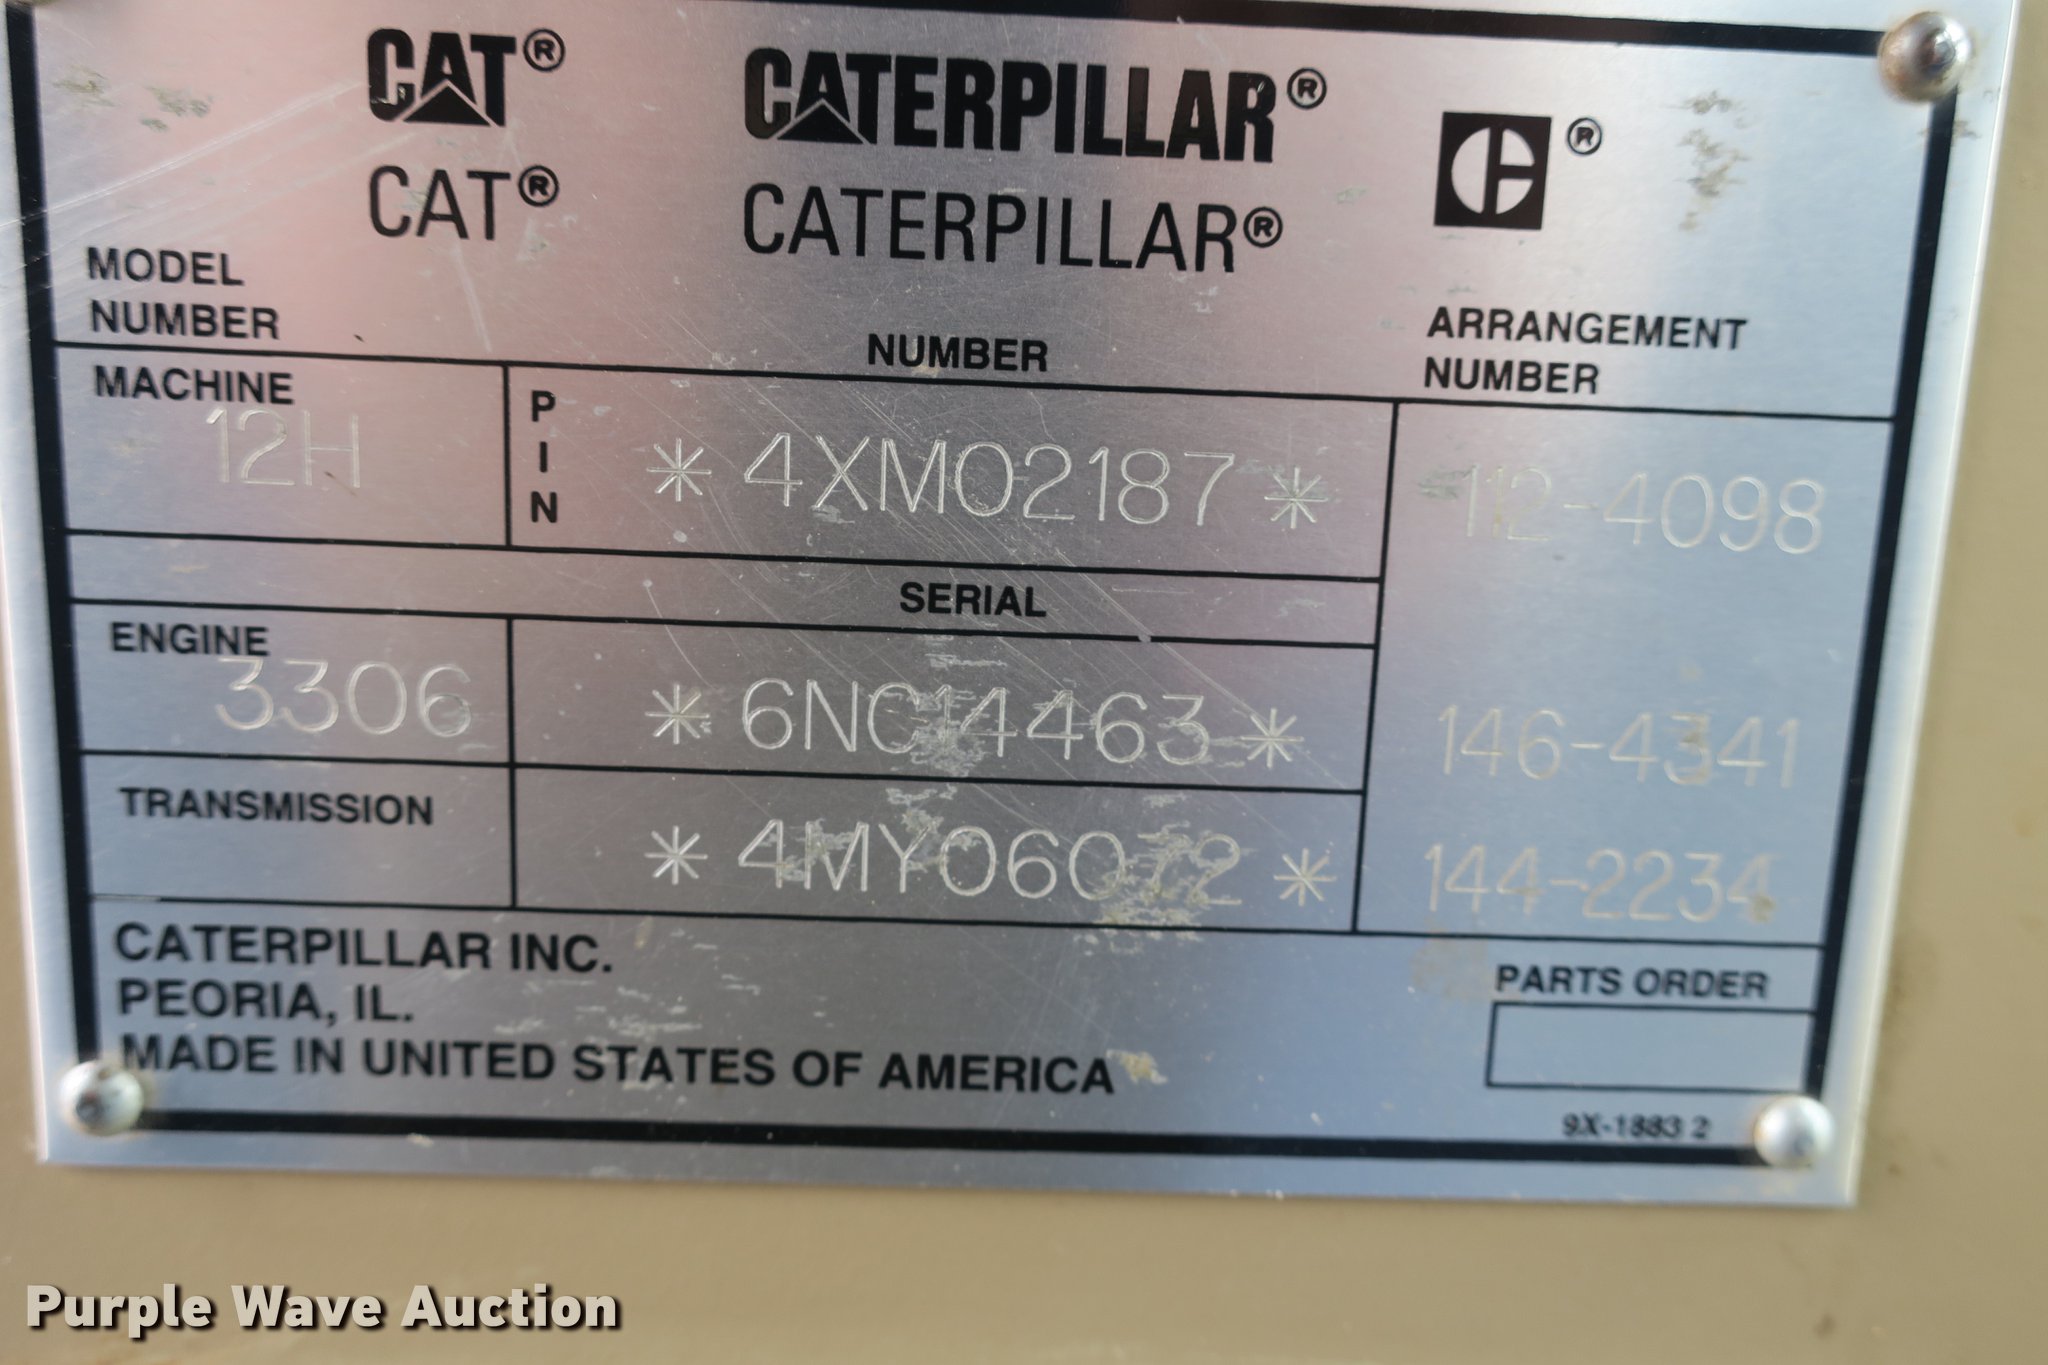 CAT® CATERPILLAR® ®
CAT® CATERPILLAR®
MODEL
NUMBER
NUMBER
ARRANGEMENT
NUMBER
MACHINE
12H
PIN
*4XM02187*
112-4098
SERIAL
ENGINE
3306
*6NC14463*
146-4341
TRANSMISSION
*4MY06072*
144-2234
CATERPILLAR INC.
PEORIA, IL.
MADE IN UNITED STATES OF AMERICA
PARTS ORDER
9X-1883 2
Purple Wave Auction